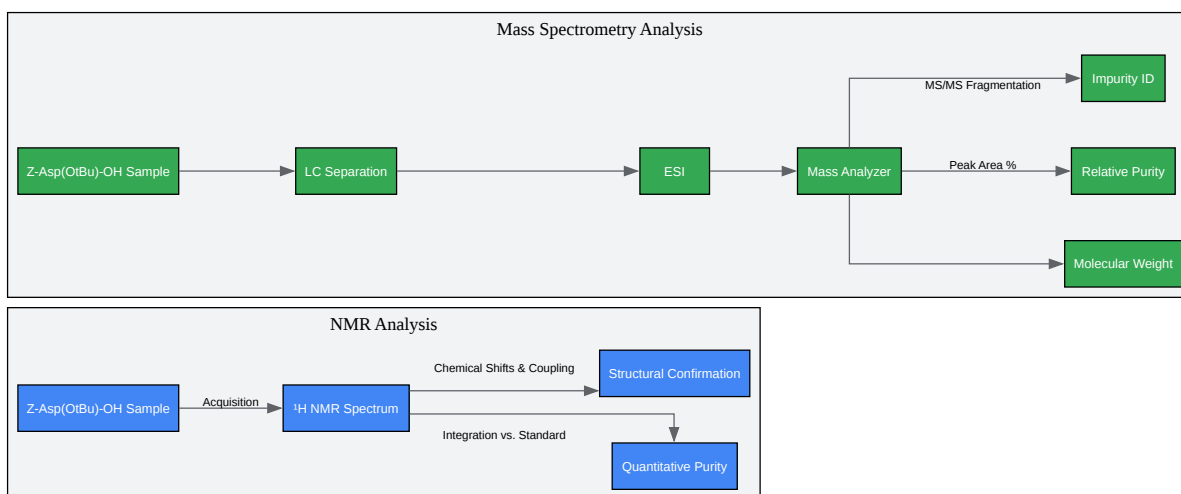 Mass Spectrometry Analysis
Impurity ID
MS/MS Fragmentation
Z-Asp(OtBu)-OH Sample
LC Separation
ESI
Mass Analyzer
Peak Area %
Relative Purity
Molecular Weight
NMR Analysis
Chemical Shifts & Coupling
Structural Confirmation
Z-Asp(OtBu)-OH Sample
Acquisition
¹H NMR Spectrum
Integration vs. Standard
Quantitative Purity